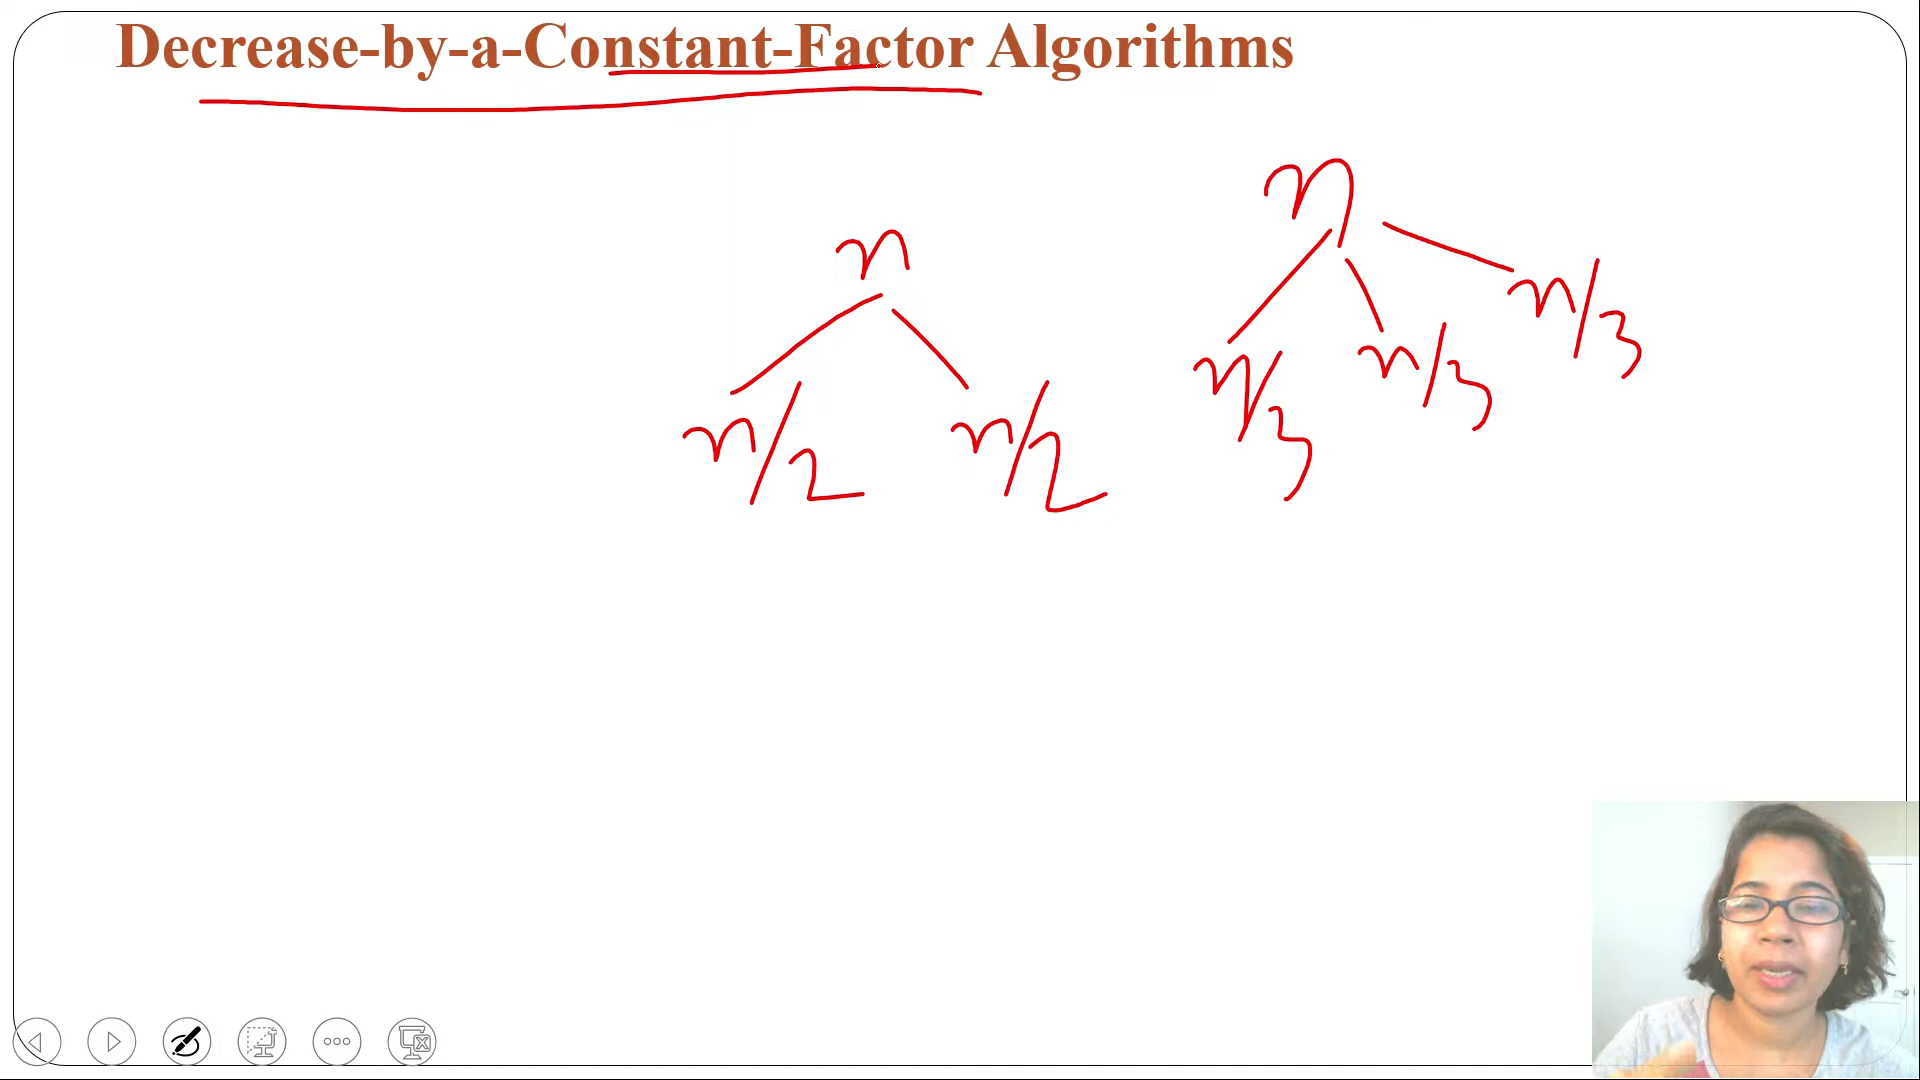 Decrease-by-a-Constant-Factor Algorithms
n
n/2 n/2
n
n/3 n/3 n/3